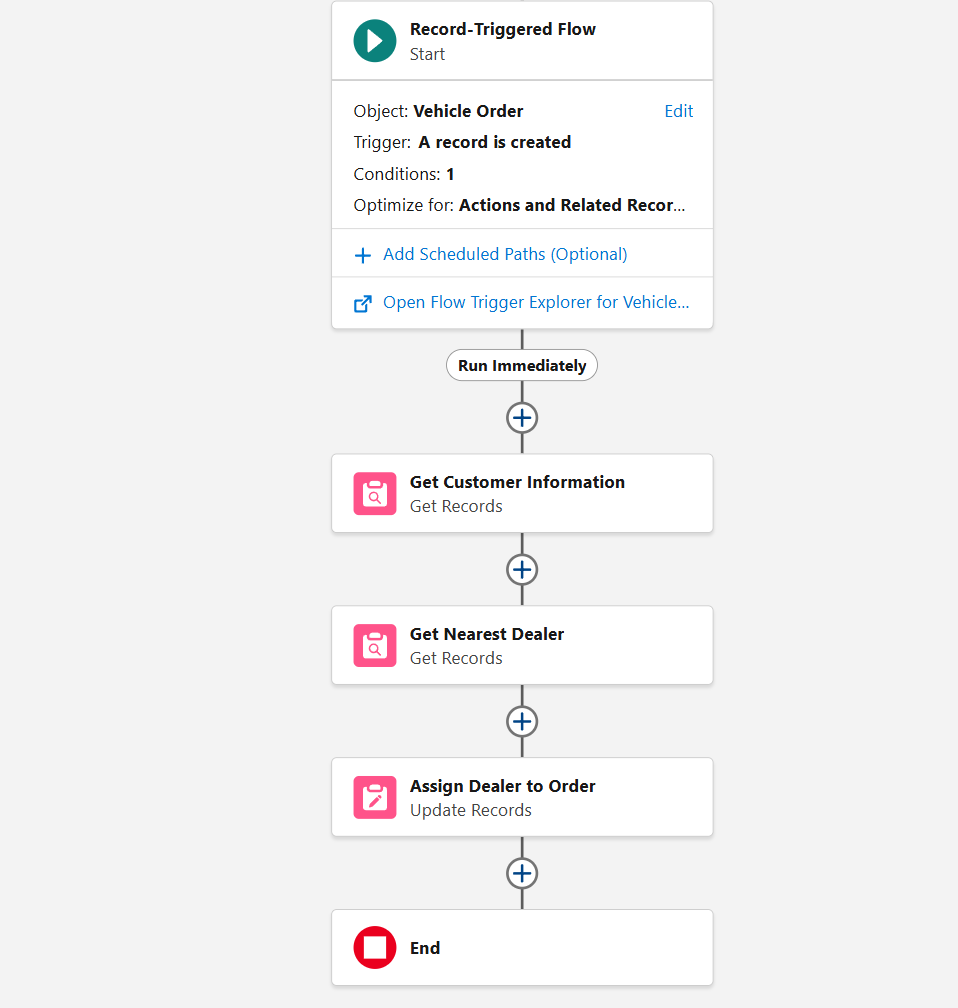 Record-Triggered Flow
Start
Object: Vehicle Order
Edit
Trigger: A record is created
Conditions: 1
Optimize for: Actions and Related Recor...
Add Scheduled Paths (Optional)
Open Flow Trigger Explorer for Vehicle...
Run Immediately
Get Customer Information
Get Records
Get Nearest Dealer
Get Records
Assign Dealer to Order
Update Records
End